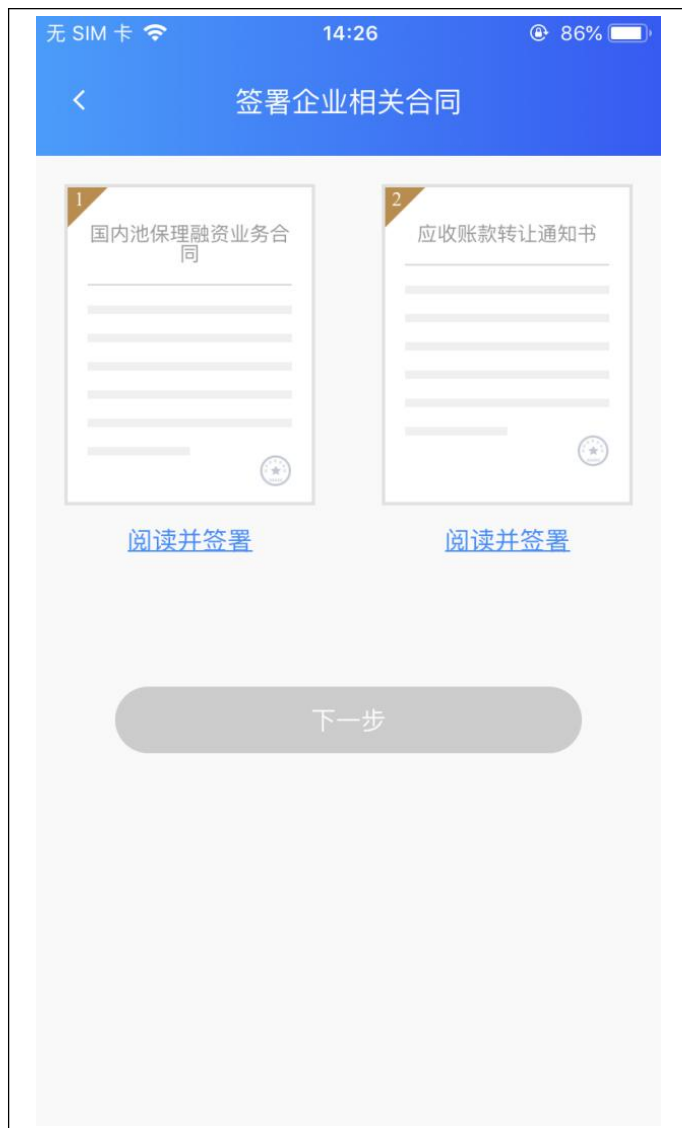 无 SIM 卡 14:26 86%
签署企业相关合同
1
国内池保理融资业务合
同
2
应收账款转让通知书
阅读并签署 阅读并签署
下一步